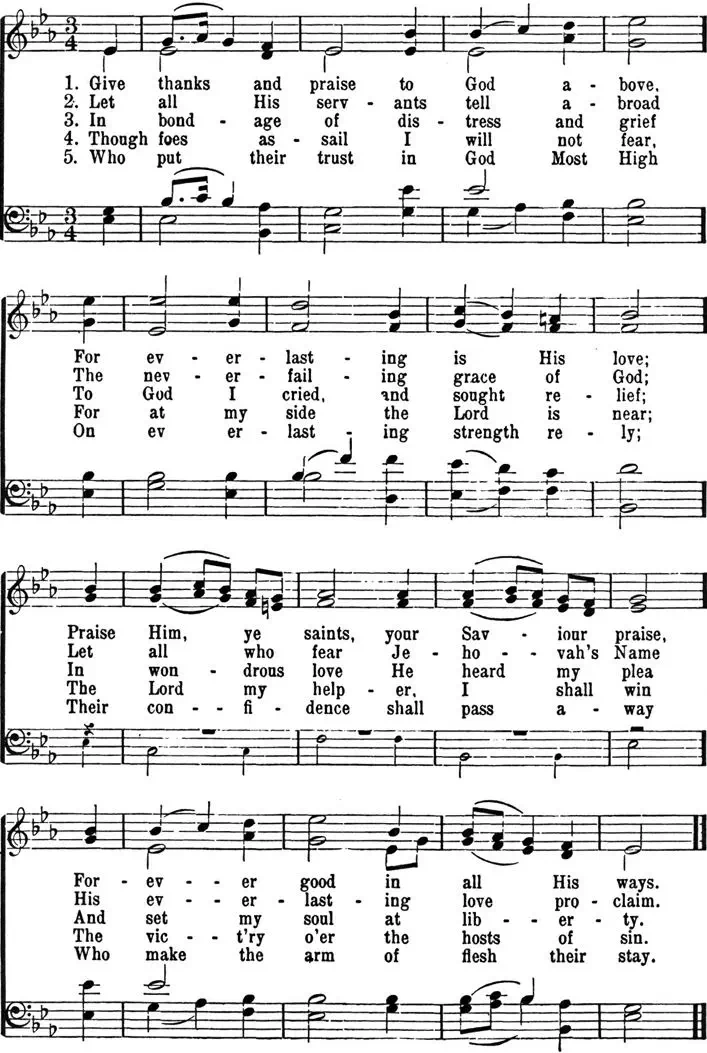 3
4
1. Give thanks and praise to God a - bove,
2. Let all His serv - ants tell a - broad
3. In bond - age of dis - tress and grief
4. Though foes as - sail I will not fear,
5. Who put their trust in God Most High
3
4
For ev - er - last - ing is His love;
The nev - er - fail - ing grace of God;
To God I cried, and sought re - lief;
For at my side the Lord is near;
On ev er - last - ing strength re - ly;
Praise Him, ye saints, your Sav - iour praise,
Let all who fear Je - ho - - vah's Name
In won - drous love He heard my plea
The Lord my help - er, I shall win
Their con - - fi - dence shall pass a - way
For - ev - - er good in all His ways.
His ev - - er - last - ing love pro - claim.
And set my soul at lib - - er - ty.
The vic - - t'ry o'er the hosts of sin.
Who make the arm of flesh their stay.